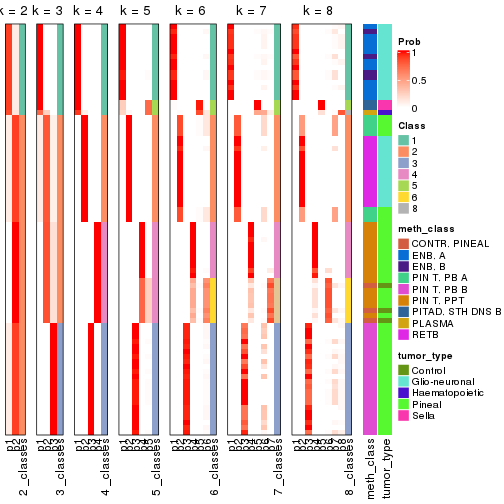 k = 2
k = 3
k = 4
k = 5
k = 6
k = 7
k = 8
Prob
1
0.5
0
Class
1
2
3
4
5
6
8
meth_class
CONTR. PINEAL
ENB. A
ENB. B
PIN T. PB A
PIN T. PB B
PIN T. PPT
PITAD. STH DNS B
PLASMA
RETB
tumor_type
Control
Glio-neuronal
Haematopoietic
Pineal
Sella
p1
p2
2_classes
p1
p2
p3
3_classes
p1
p2
p3
p4
4_classes
p1
p2
p3
p4
p5
5_classes
p1
p2
p3
p4
p5
p6
6_classes
p1
p2
p3
p4
p5
p6
p7
7_classes
p1
p2
p3
p4
p5
p6
p7
p8
8_classes
meth_class
tumor_type